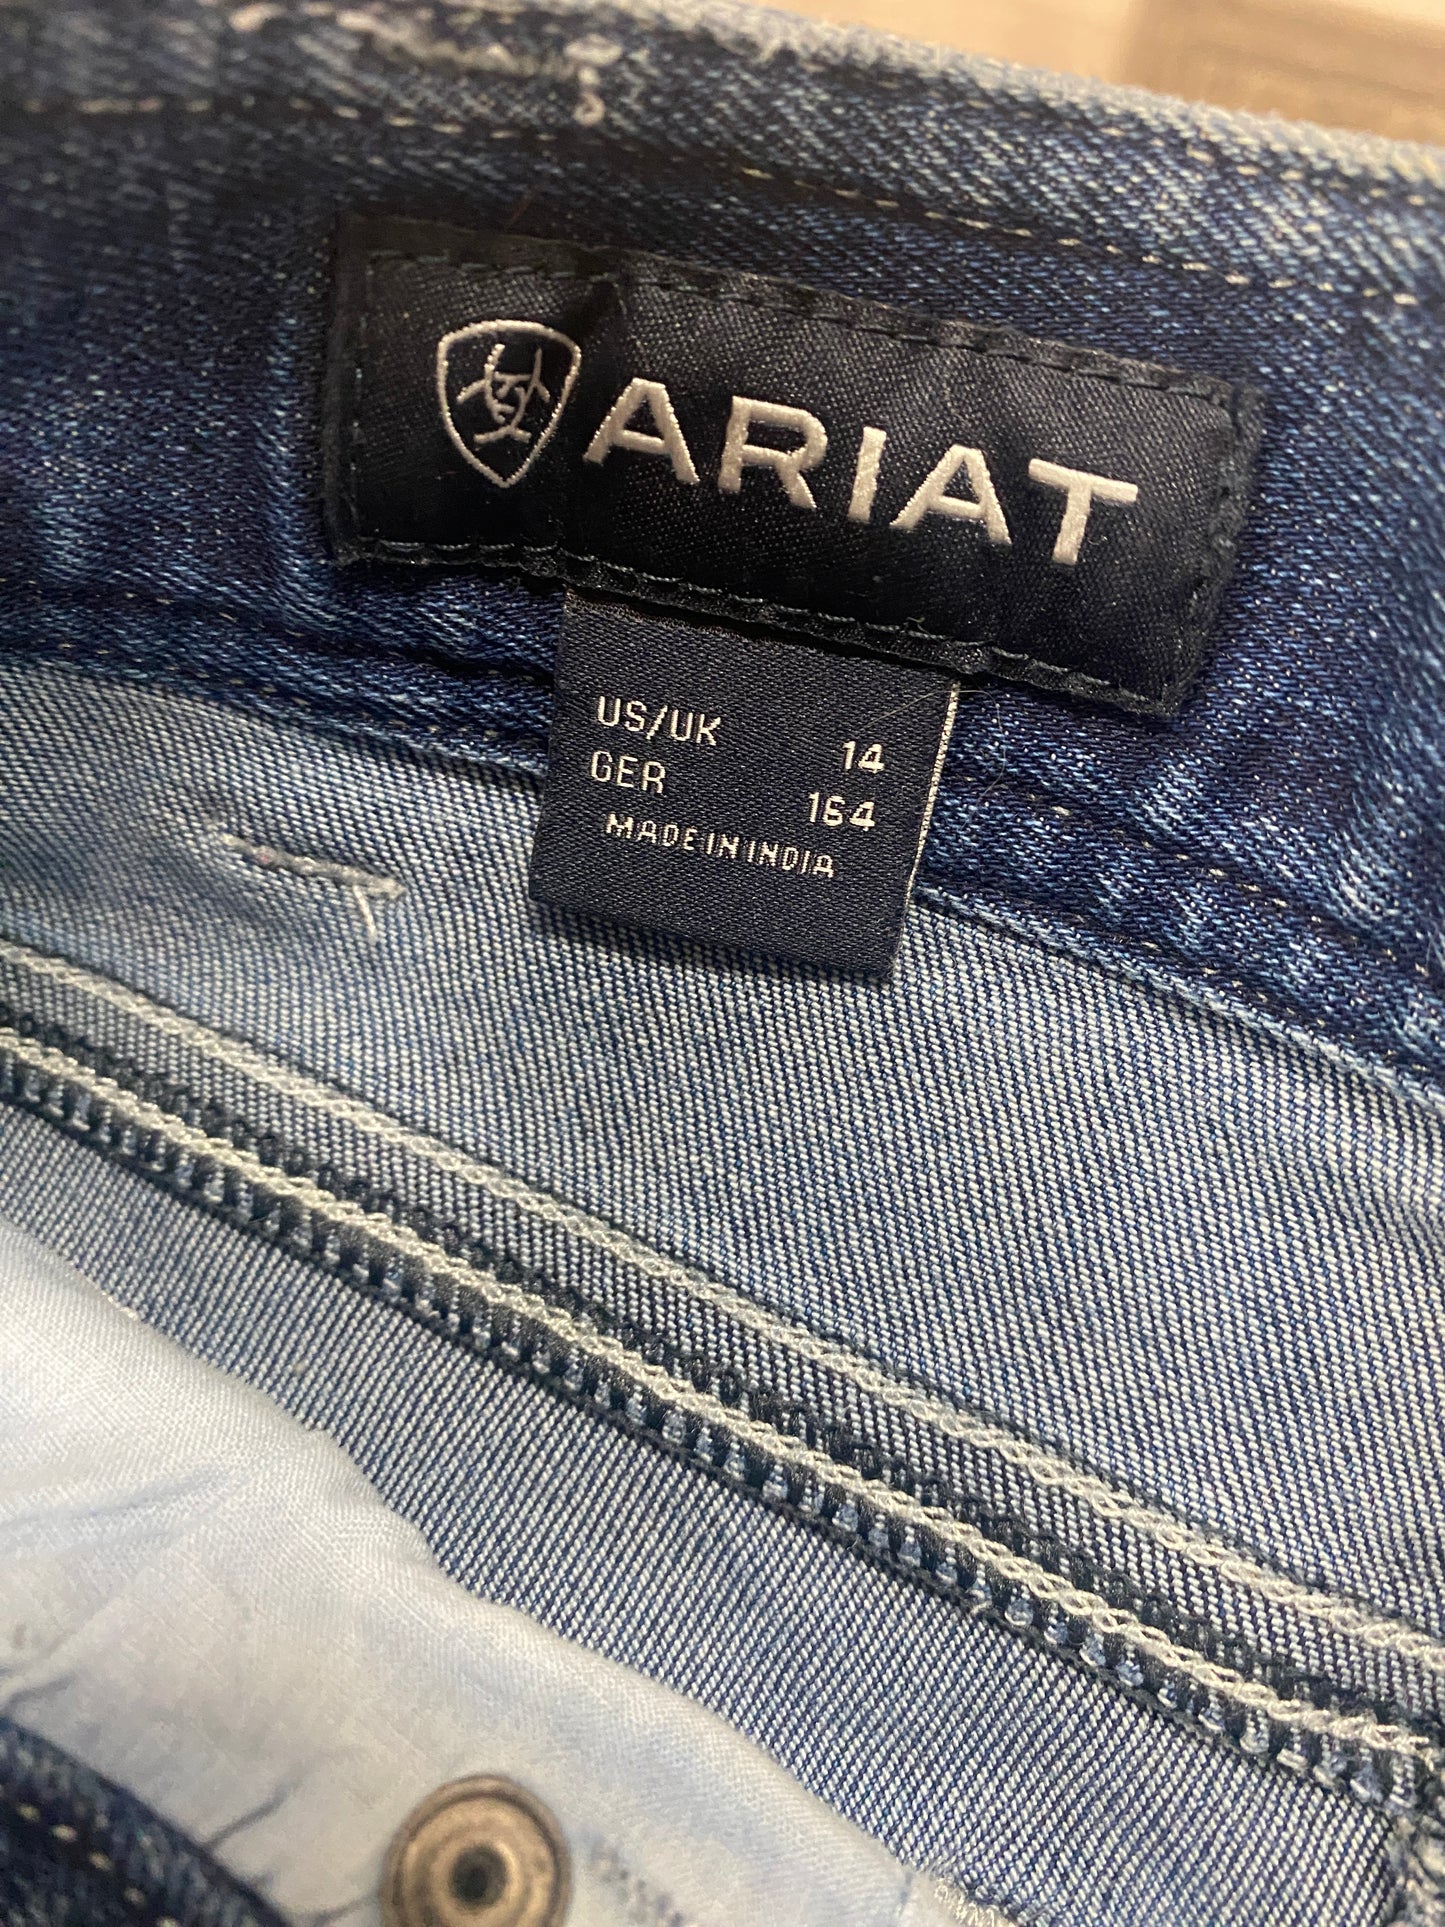 ARIAT
US/UK 14
GER 164
MADE IN INDIA